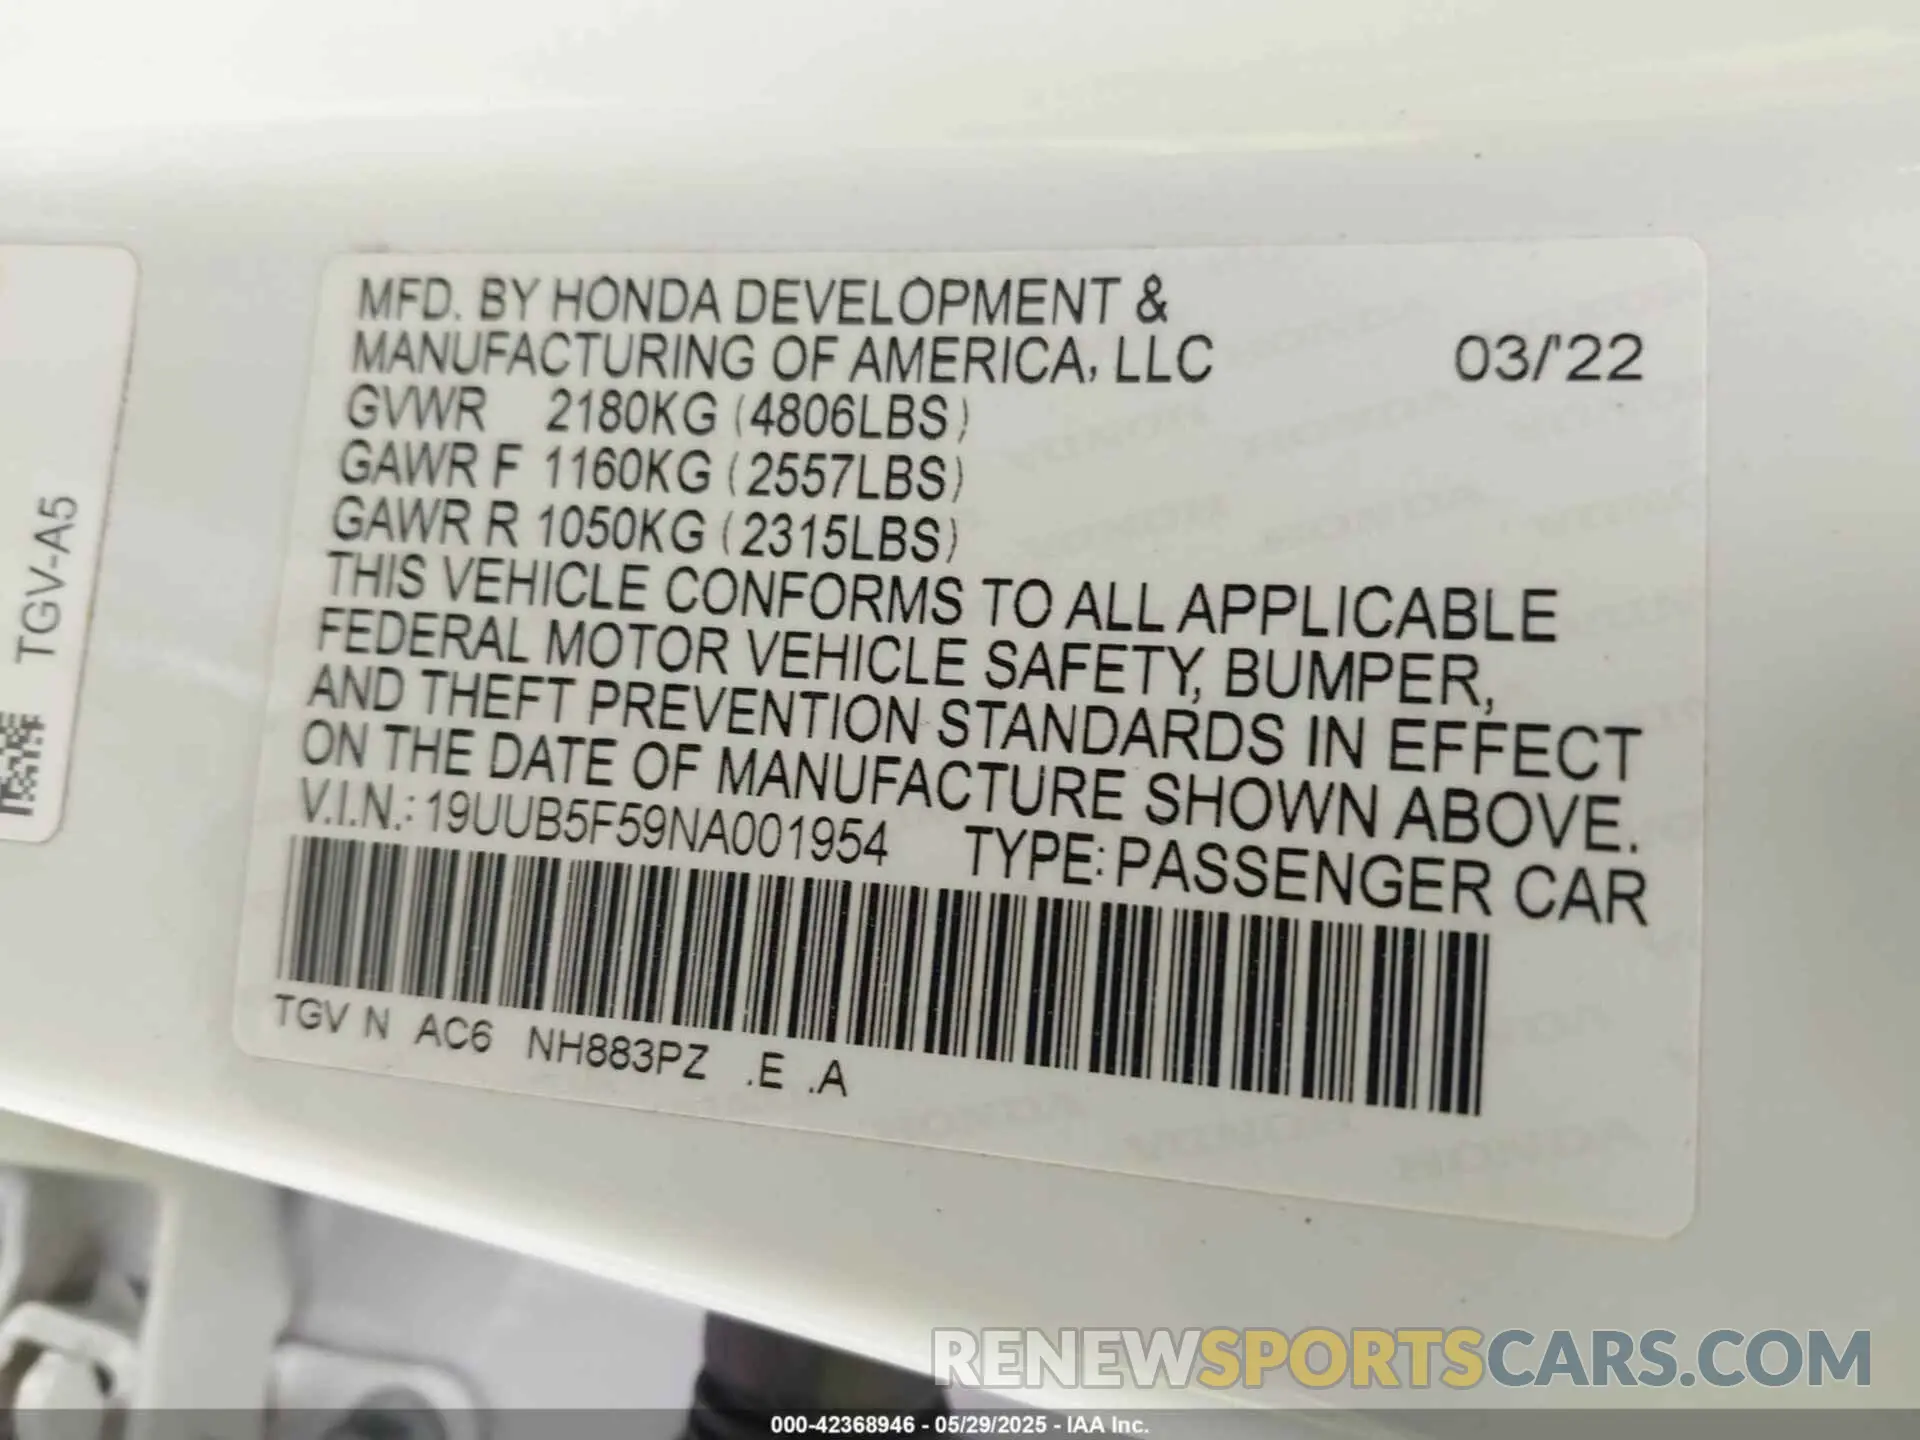 MFD. BY HONDA DEVELOPMENT &
MANUFACTURING OF AMERICA, LLC 03/'22
GVWR 2180KG (4806LBS)
GAWR F 1160KG (2557LBS)
GAWR R 1050KG (2315LBS)
THIS VEHICLE CONFORMS TO ALL APPLICABLE
FEDERAL MOTOR VEHICLE SAFETY, BUMPER,
AND THEFT PREVENTION STANDARDS IN EFFECT
ON THE DATE OF MANUFACTURE SHOWN ABOVE.
V.I.N.: 19UUB5F59NA001954 TYPE: PASSENGER CAR
TGV N AC6 NH883PZ .E .A
TGV-A5
HONDA HONDA HONDA
RENEWSPORTSCARS.COM
000-42368946 - 05/29/2025 - IAA Inc.